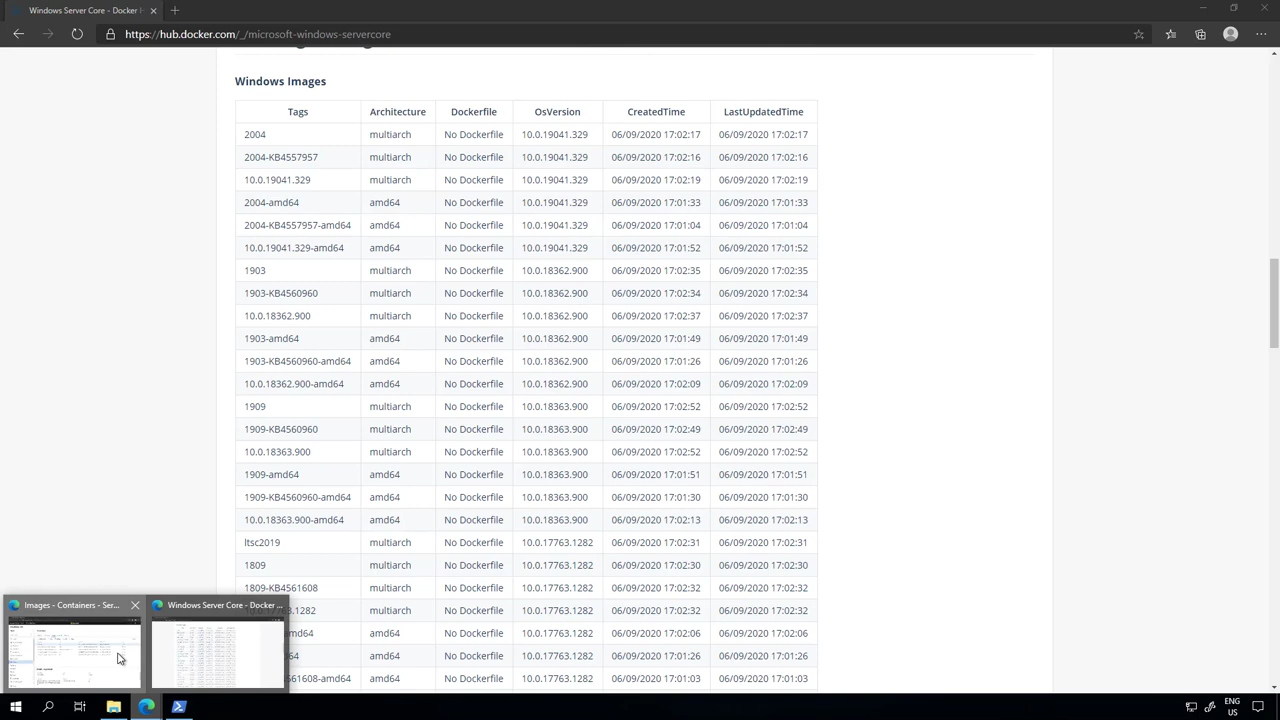 Windows Server Core - Docker H
https://hub.docker.com/_/microsoft-windows-servercore
Windows Images
Tags Architecture Dockerfile OsVersion CreatedTime LastUpdatedTime
2004 multiarch No Dockerfile 10.0.19041.329 06/09/2020 17:02:17 06/09/2020 17:02:17
2004-KB4557957 multiarch No Dockerfile 10.0.19041.329 06/09/2020 17:02:16 06/09/2020 17:02:16
10.0.19041.329 multiarch No Dockerfile 10.0.19041.329 06/09/2020 17:02:19 06/09/2020 17:02:19
2004-amd64 amd64 No Dockerfile 10.0.19041.329 06/09/2020 17:01:33 06/09/2020 17:01:33
2004-KB4557957-amd64 amd64 No Dockerfile 10.0.19041.329 06/09/2020 17:01:04 06/09/2020 17:01:04
10.0.19041.329-amd64 amd64 No Dockerfile 10.0.19041.329 06/09/2020 17:01:52 06/09/2020 17:01:52
1903 multiarch No Dockerfile 10.0.18362.900 06/09/2020 17:02:35 06/09/2020 17:02:35
1903-KB4560960 multiarch No Dockerfile 10.0.18362.900 06/09/2020 17:02:34 06/09/2020 17:02:34
10.0.18362.900 multiarch No Dockerfile 10.0.18362.900 06/09/2020 17:02:37 06/09/2020 17:02:37
1903-amd64 amd64 No Dockerfile 10.0.18362.900 06/09/2020 17:01:49 06/09/2020 17:01:49
1903-KB4560960-amd64 amd64 No Dockerfile 10.0.18362.900 06/09/2020 17:01:26 06/09/2020 17:01:26
10.0.18362.900-amd64 amd64 No Dockerfile 10.0.18362.900 06/09/2020 17:02:09 06/09/2020 17:02:09
1909 multiarch No Dockerfile 10.0.18363.900 06/09/2020 17:02:52 06/09/2020 17:02:52
1909-KB4560960 multiarch No Dockerfile 10.0.18363.900 06/09/2020 17:02:49 06/09/2020 17:02:49
10.0.18363.900 multiarch No Dockerfile 10.0.18363.900 06/09/2020 17:02:52 06/09/2020 17:02:52
1909-amd64 amd64 No Dockerfile 10.0.18363.900 06/09/2020 17:01:51 06/09/2020 17:01:51
1909-KB4560960-amd64 amd64 No Dockerfile 10.0.18363.900 06/09/2020 17:01:30 06/09/2020 17:01:30
10.0.18363.900-amd64 amd64 No Dockerfile 10.0.18363.900 06/09/2020 17:02:13 06/09/2020 17:02:13
ltsc2019 multiarch No Dockerfile 10.0.17763.1282 06/09/2020 17:02:31 06/09/2020 17:02:31
1809 multiarch No Dockerfile 10.0.17763.1282 06/09/2020 17:02:30 06/09/2020 17:02:30
1809-KB4561608 multiarch No Dockerfile 10.0.17763.1282 06/09/2020 17:02:32 06/09/2020 17:02:32
Images - Containers - Ser... Windows Server Core - Docker ...
3.1282 multiarch No Dockerfile 10.0.17763.1282 06/09/2020 17:02:32 06/09/2020 17:02:32
md64 amd64 No Dockerfile 10.0.17763.1282 06/09/2020 17:02:06 06/09/2020 17:02:06
amd64 No Dockerfile 10.0.17763.1282 06/09/2020 17:01:26 06/09/2020 17:01:26
-amd64 amd64 No Dockerfile 10.0.17763.1282 06/09/2020 17:01:03 06/09/2020 17:01:03
ENG
US